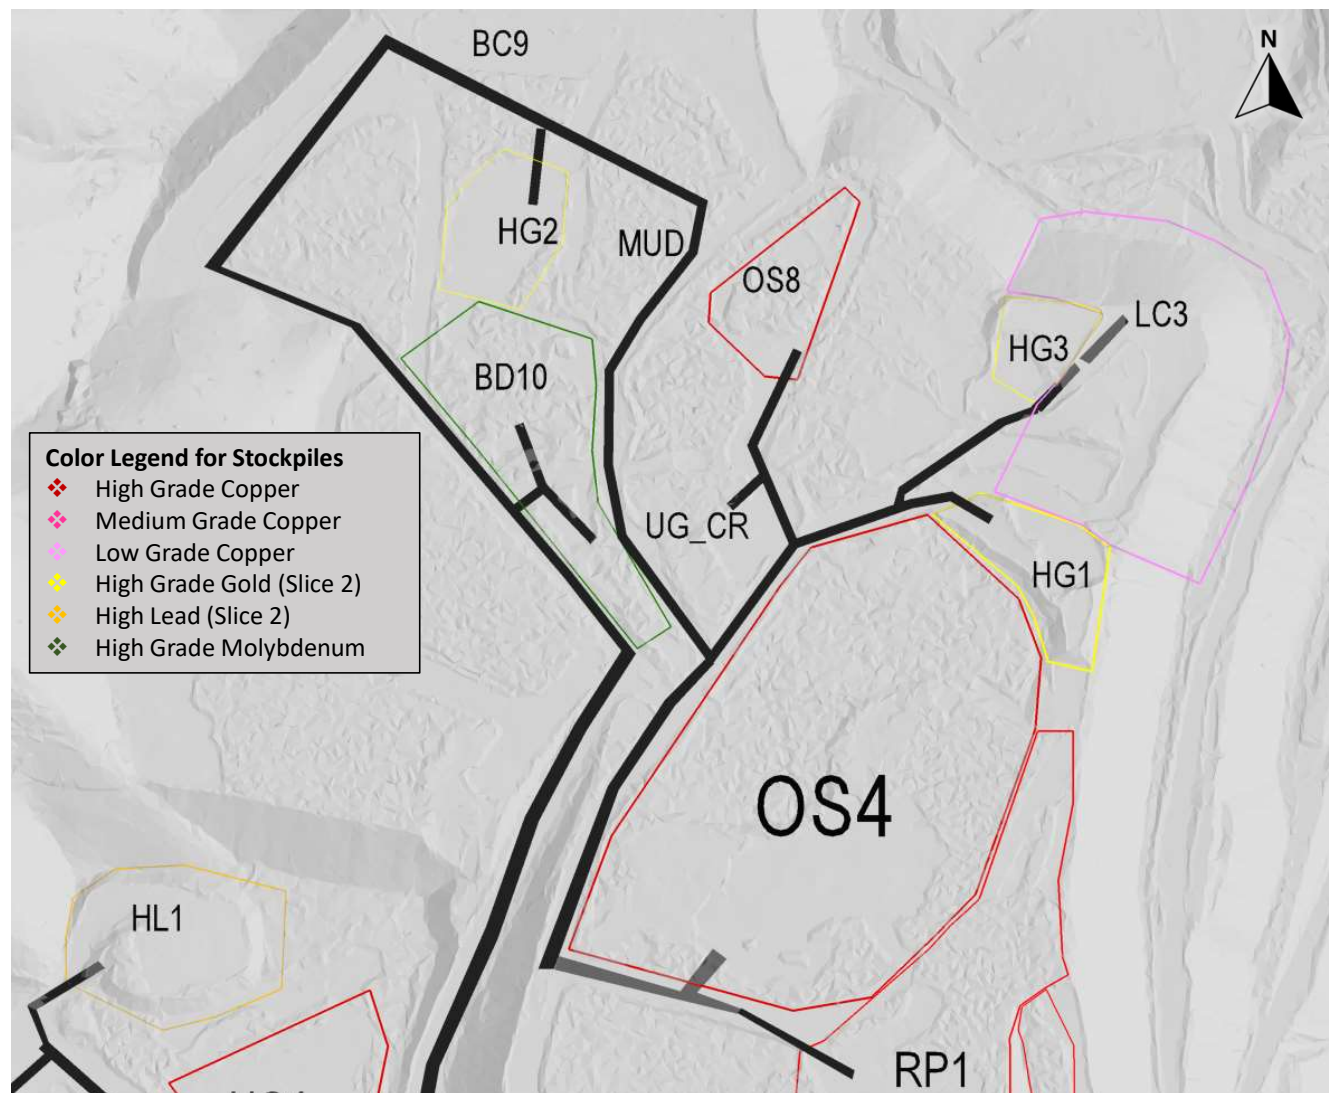 BC9
N
HG2
MUD
OS8
LC3
HG3
BD10
Color Legend for Stockpiles
High Grade Copper
Medium Grade Copper
Low Grade Copper
High Grade Gold (Slice 2)
High Lead (Slice 2)
High Grade Molybdenum
UG_CR
HG1
OS4
HL1
RP1